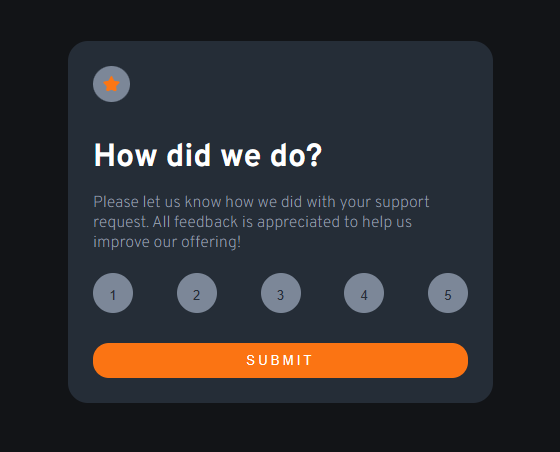 How did we do?
Please let us know how we did with your support
request. All feedback is appreciated to help us
improve our offering!
1 2 3 4 5
SUBMIT